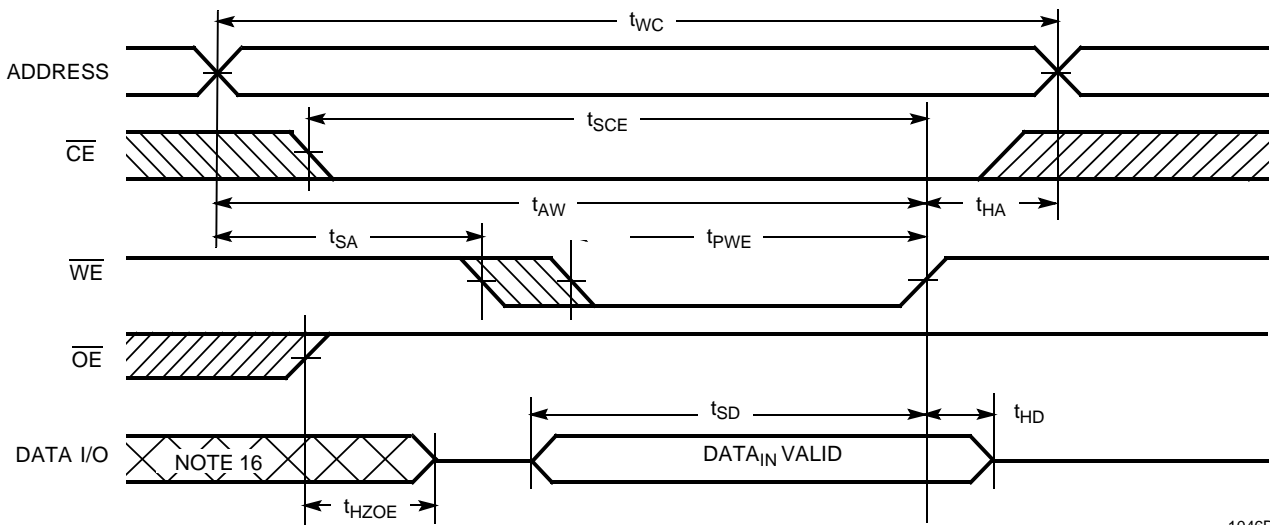 tWC
ADDRESS
tSCE
CE
tAW
tHA
tSA
tPWE
WE
OE
tSD
tHD
DATA I/O
NOTE 16
DATAIN VALID
tHZOE